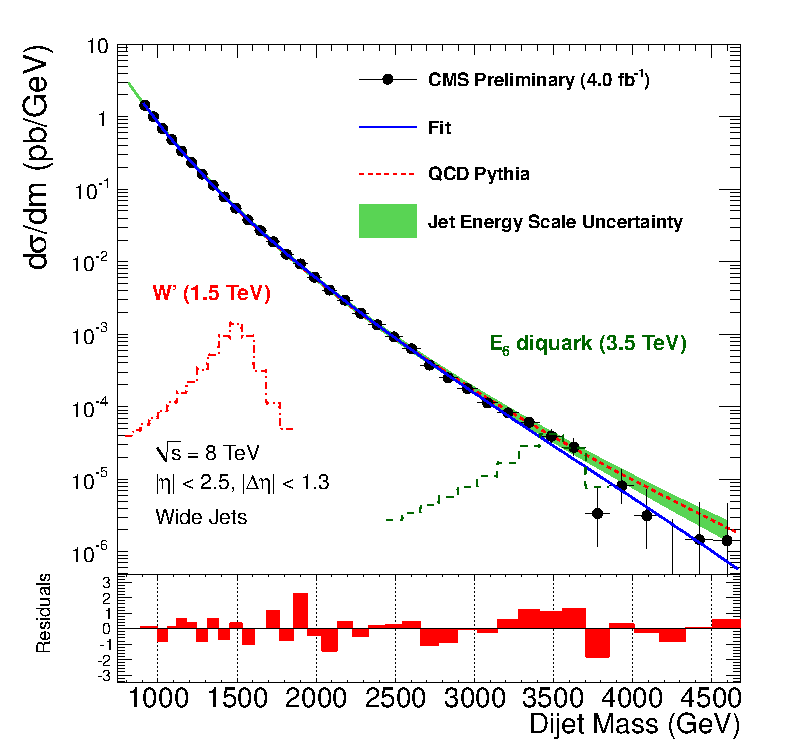 10
1
10⁻¹
10⁻²
10⁻³
10⁻⁴
10⁻⁵
10⁻⁶
dσ/dm (pb/GeV)
CMS Preliminary (4.0 fb⁻¹)
Fit
QCD Pythia
Jet Energy Scale Uncertainty
W' (1.5 TeV)
E₆ diquark (3.5 TeV)
√s = 8 TeV
|η| < 2.5, |Δη| < 1.3
Wide Jets
Residuals
3
2
1
0
-1
-2
-3
1000 1500 2000 2500 3000 3500 4000 4500
Dijet Mass (GeV)